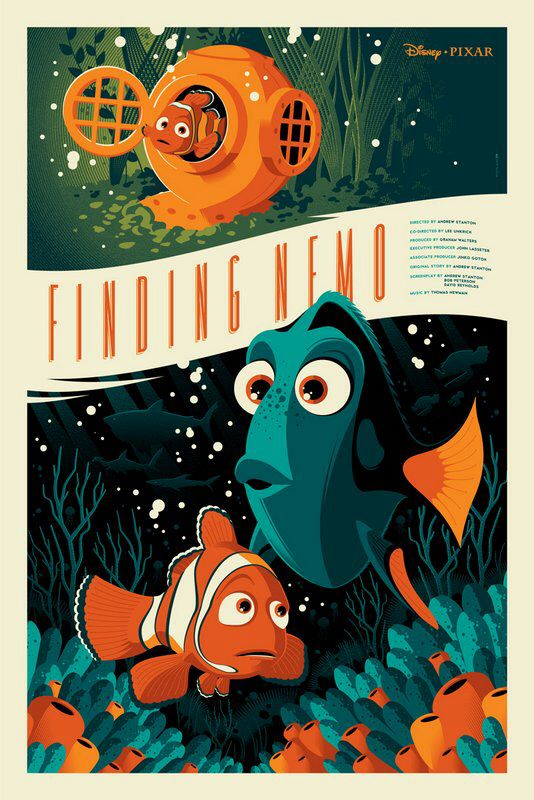 Disney · PIXAR
DIRECTED BY ANDREW STANTON
CO-DIRECTED BY LEE UNKRICH
PRODUCED BY GRAHAM WALTERS
EXECUTIVE PRODUCER JOHN LASSETER
ASSOCIATE PRODUCER JINKO GOTOH
ORIGINAL STORY BY ANDREW STANTON
SCREENPLAY BY ANDREW STANTON
BOB PETERSON
DAVID REYNOLDS
MUSIC BY THOMAS NEWMAN
FINDING NEMO